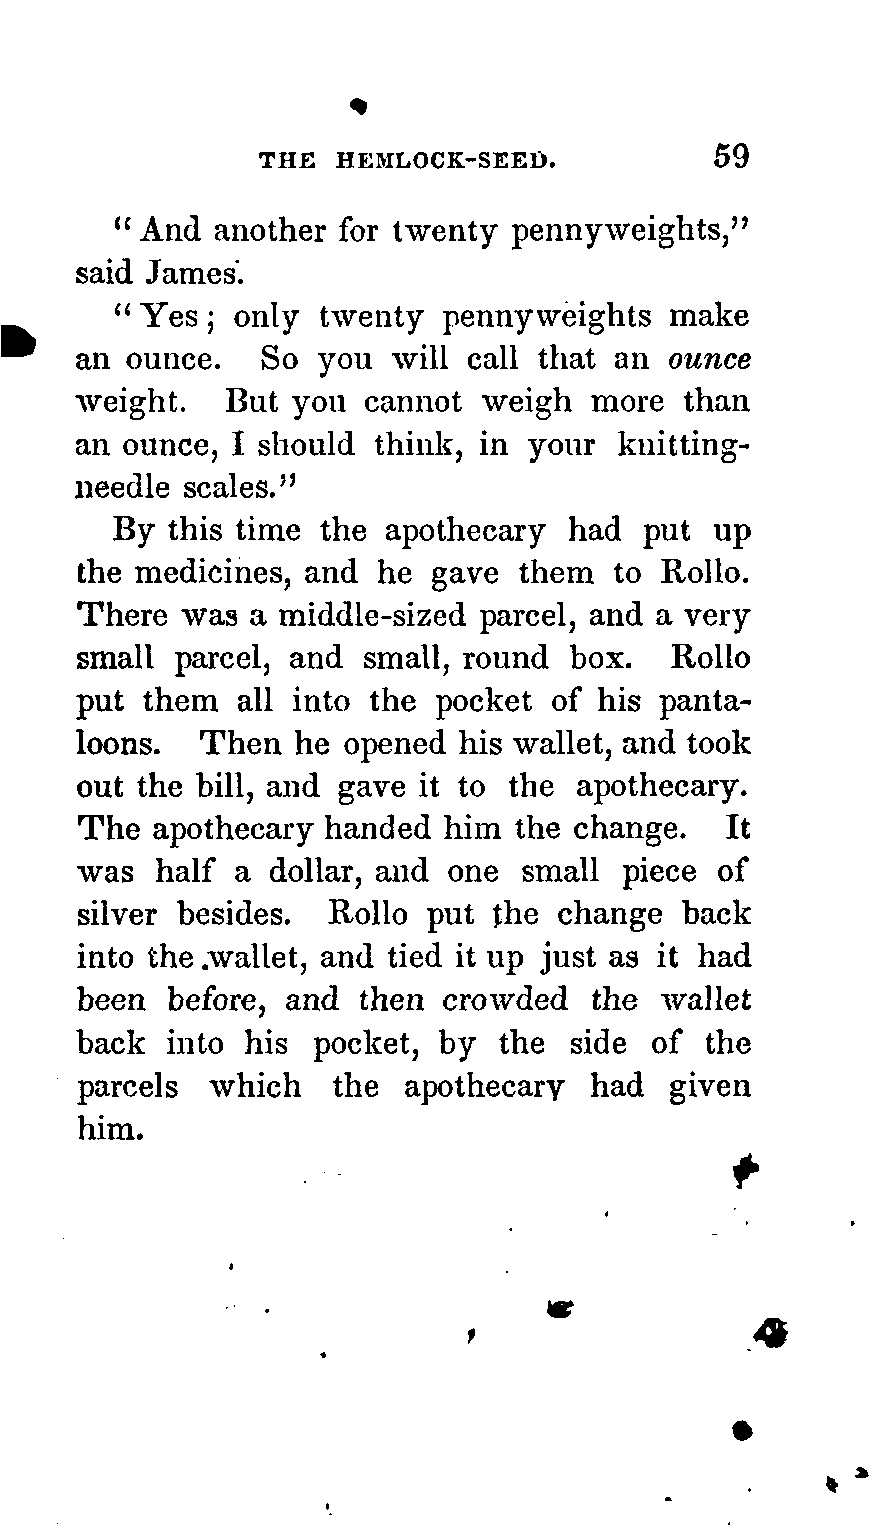 THE HEMLOCK-SEED. 59
“And another for twenty pennyweights,”
said James.
“Yes; only twenty pennyweights make
an ounce. So you will call that an ounce
weight. But you cannot weigh more than
an ounce, I should think, in your knitting-
needle scales.”
By this time the apothecary had put up
the medicines, and he gave them to Rollo.
There was a middle-sized parcel, and a very
small parcel, and small, round box. Rollo
put them all into the pocket of his panta-
loons. Then he opened his wallet, and took
out the bill, and gave it to the apothecary.
The apothecary handed him the change. It
was half a dollar, and one small piece of
silver besides. Rollo put the change back
into the wallet, and tied it up just as it had
been before, and then crowded the wallet
back into his pocket, by the side of the
parcels which the apothecary had given
him.